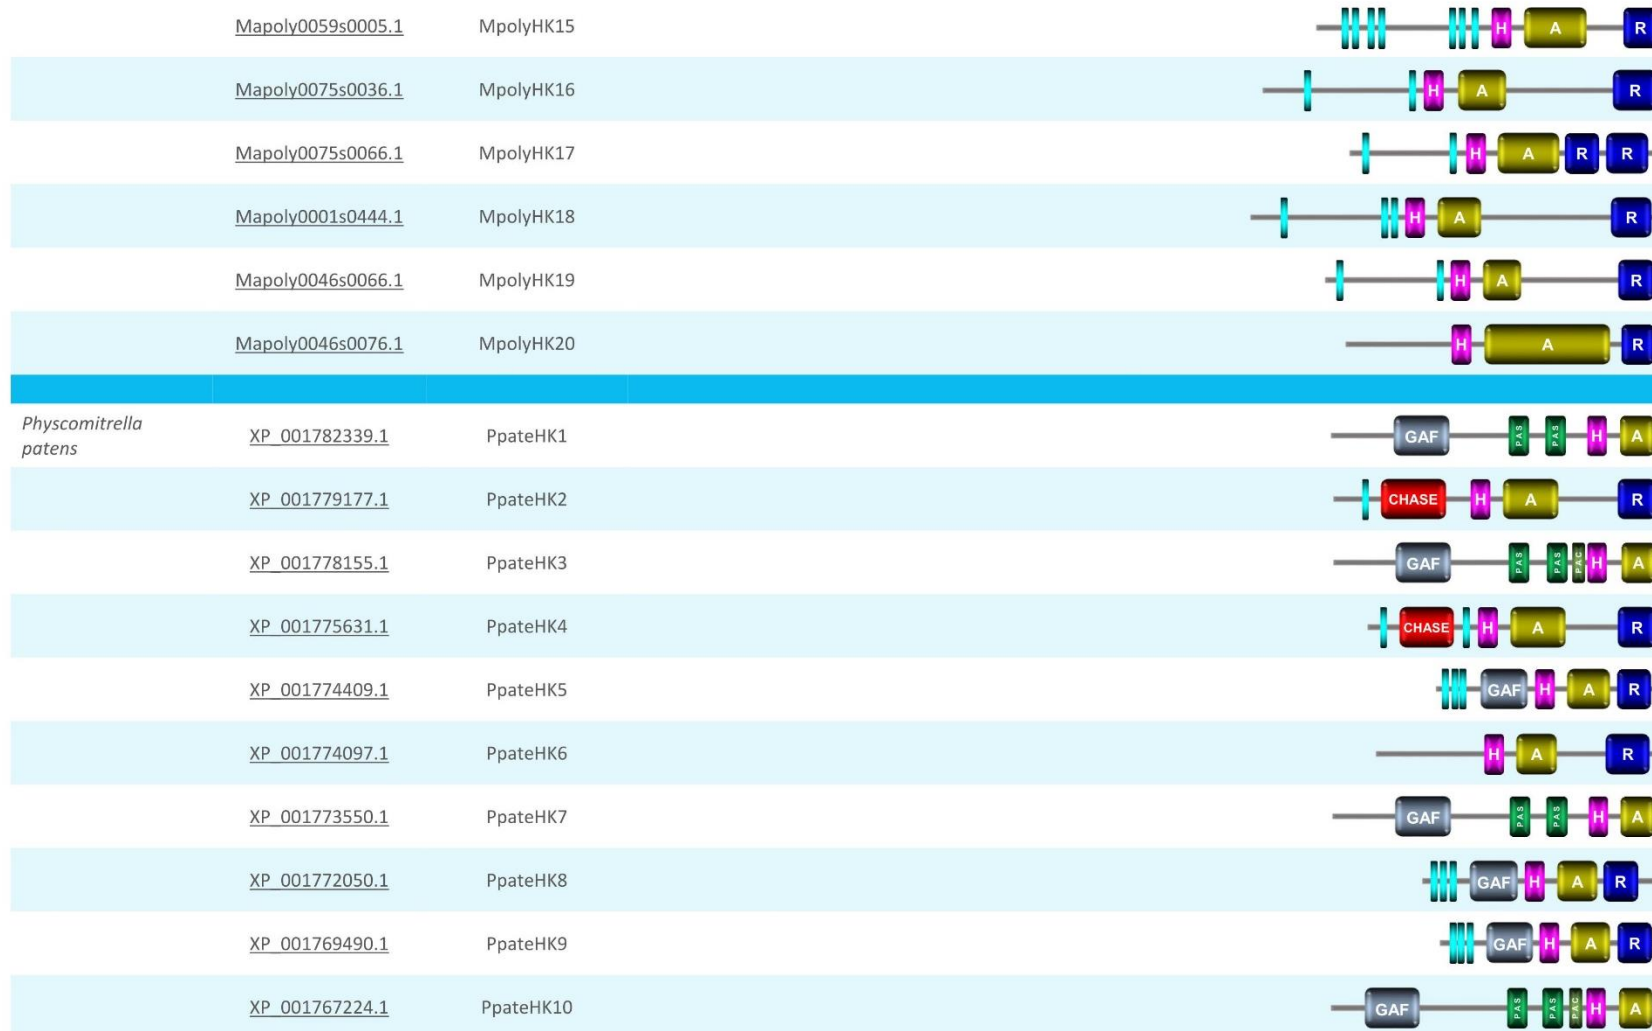 Mapoly0059s0005.1 MpolyHK15 H A R
Mapoly0075s0036.1 MpolyHK16 H A R
Mapoly0075s0066.1 MpolyHK17 H A R R
Mapoly0001s0444.1 MpolyHK18 H A R
Mapoly0046s0066.1 MpolyHK19 H A R
Mapoly0046s0076.1 MpolyHK20 H A R
Physcomitrella
patens
XP_001782339.1 PpateHK1 GAF PAS PAS H A
XP_001779177.1 PpateHK2 CHASE H A R
XP_001778155.1 PpateHK3 GAF PAS PAS PAC H A
XP_001775631.1 PpateHK4 CHASE H A R
XP_001774409.1 PpateHK5 GAF H A R
XP_001774097.1 PpateHK6 H A R
XP_001773550.1 PpateHK7 GAF PAS PAS H A
XP_001772050.1 PpateHK8 GAF H A R
XP_001769490.1 PpateHK9 GAF H A R
XP_001767224.1 PpateHK10 GAF PAS PAS PAC H A